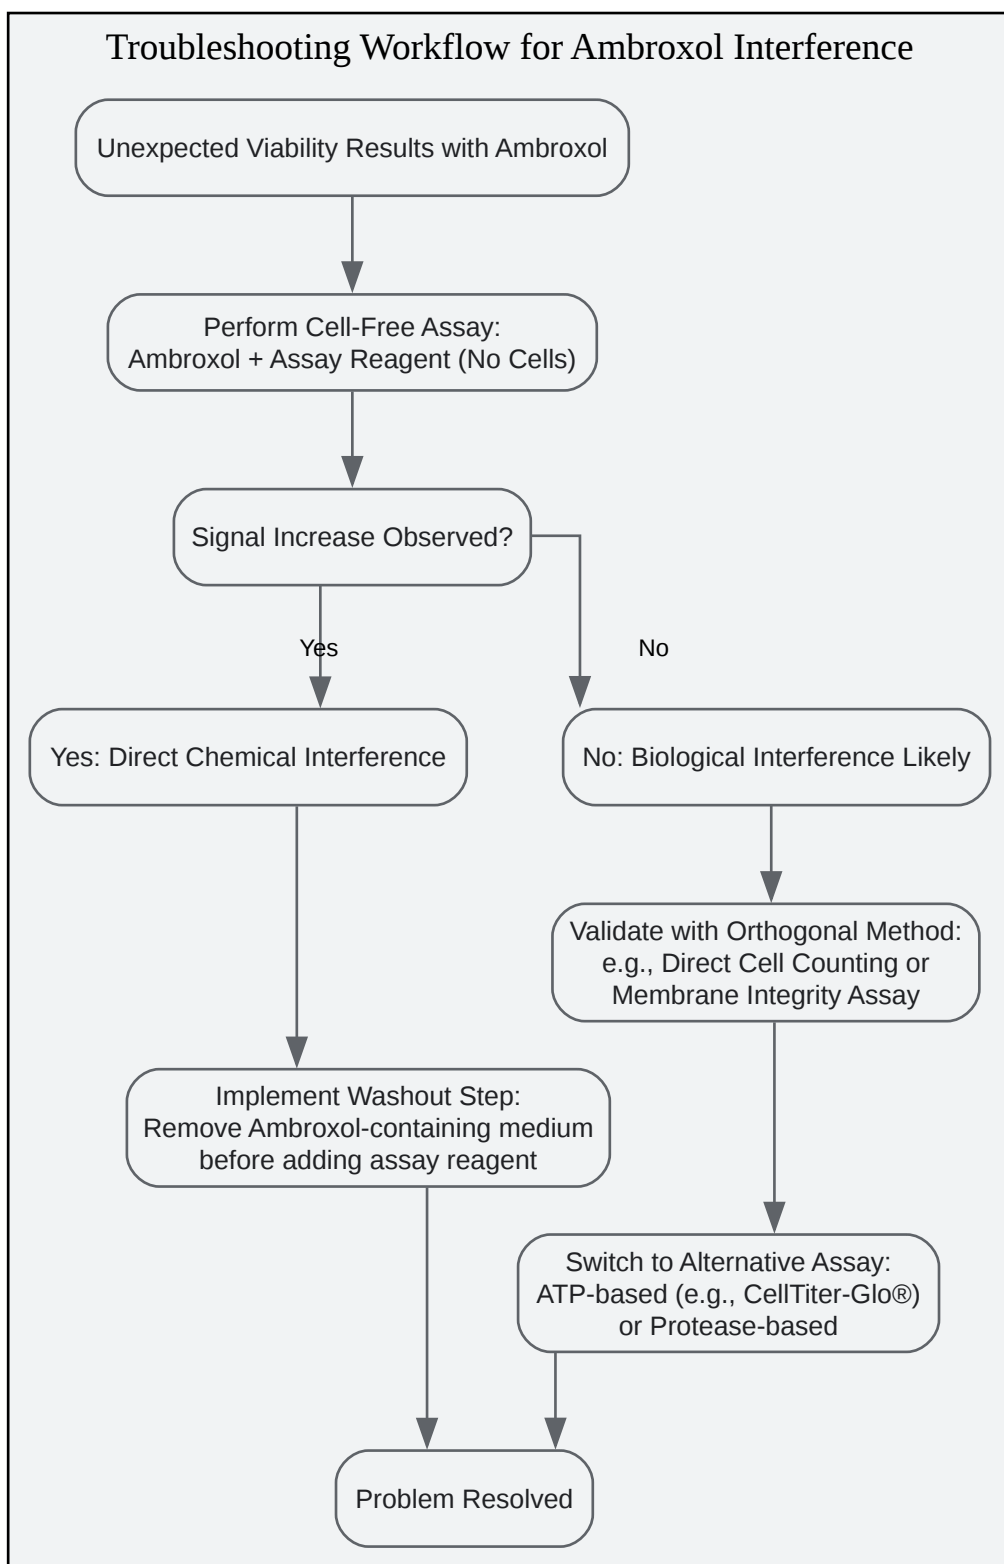 Troubleshooting Workflow for Ambroxol Interference
Unexpected Viability Results with Ambroxol
Perform Cell-Free Assay:
Ambroxol + Assay Reagent (No Cells)
Signal Increase Observed?
Yes
No
Yes: Direct Chemical Interference
No: Biological Interference Likely
Validate with Orthogonal Method:
e.g., Direct Cell Counting or
Membrane Integrity Assay
Implement Washout Step:
Remove Ambroxol-containing medium
before adding assay reagent
Switch to Alternative Assay:
ATP-based (e.g., CellTiter-Glo®)
or Protease-based
Problem Resolved